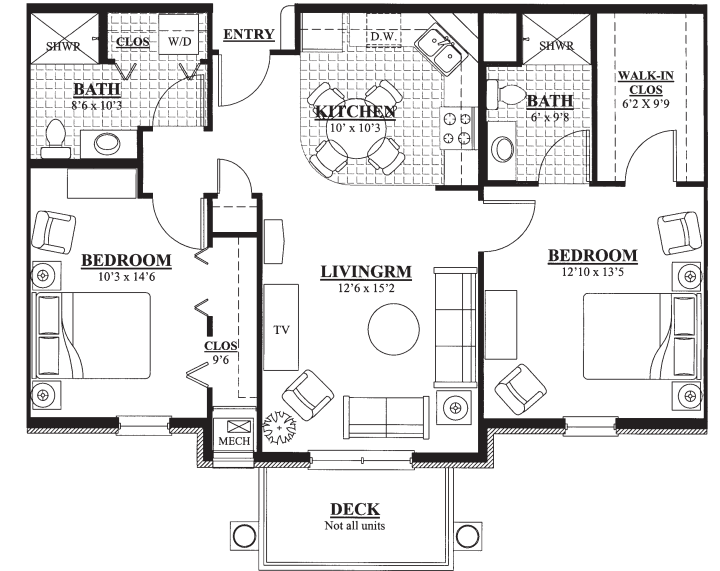 SHWR
CLOS
W/D
ENTRY
D.W.
SHWR
BATH
8'6 x 10'3
KITCHEN
10' x 10'3
BATH
6' x 9'8
WALK-IN
CLOS
6'2 X 9'9
BEDROOM
10'3 x 14'6
LIVINGRM
12'6 x 15'2
BEDROOM
12'10 x 13'5
TV
CLOS
9'6
MECH
DECK
Not all units